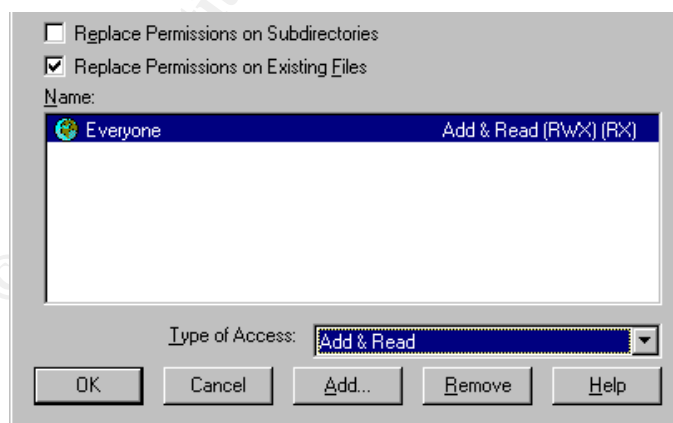 Replace Permissions on Subdirectories
Replace Permissions on Existing Files
Name:
Everyone Add & Read (RWX) (RX)
Type of Access: Add & Read
OK Cancel Add... Remove Help